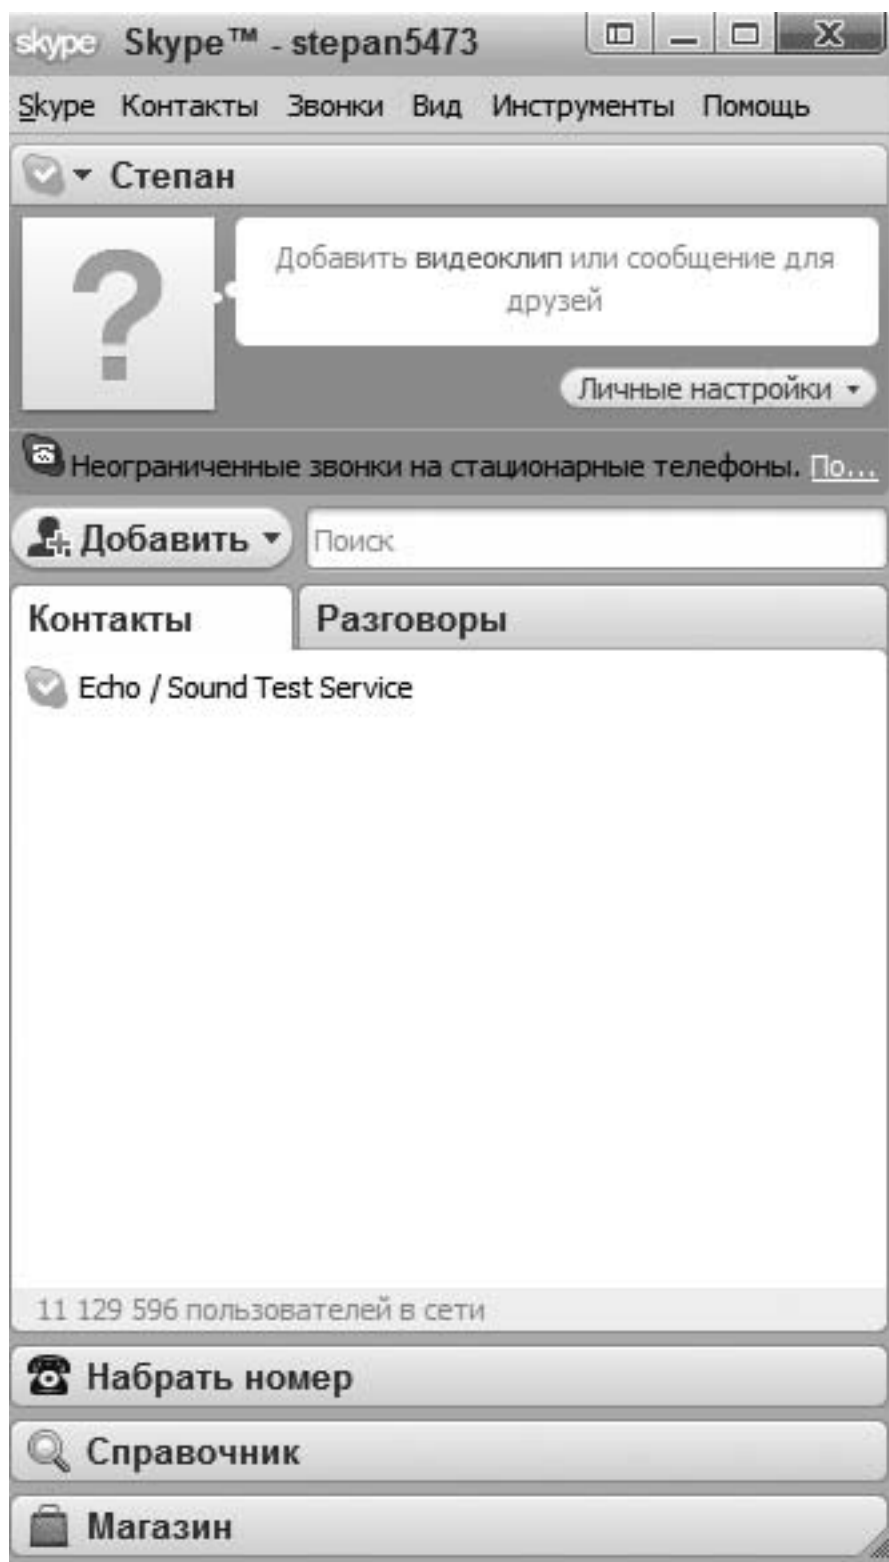 skype Skype™ - stepan5473
Skype Контакты Звонки Вид Инструменты Помощь
Степан
Добавить видеоклип или сообщение для
друзей
Личные настройки
Неограниченные звонки на стационарные телефоны. По...
Добавить Поиск
Контакты Разговоры
Echo / Sound Test Service
11 129 596 пользователей в сети
Набрать номер
Справочник
Магазин